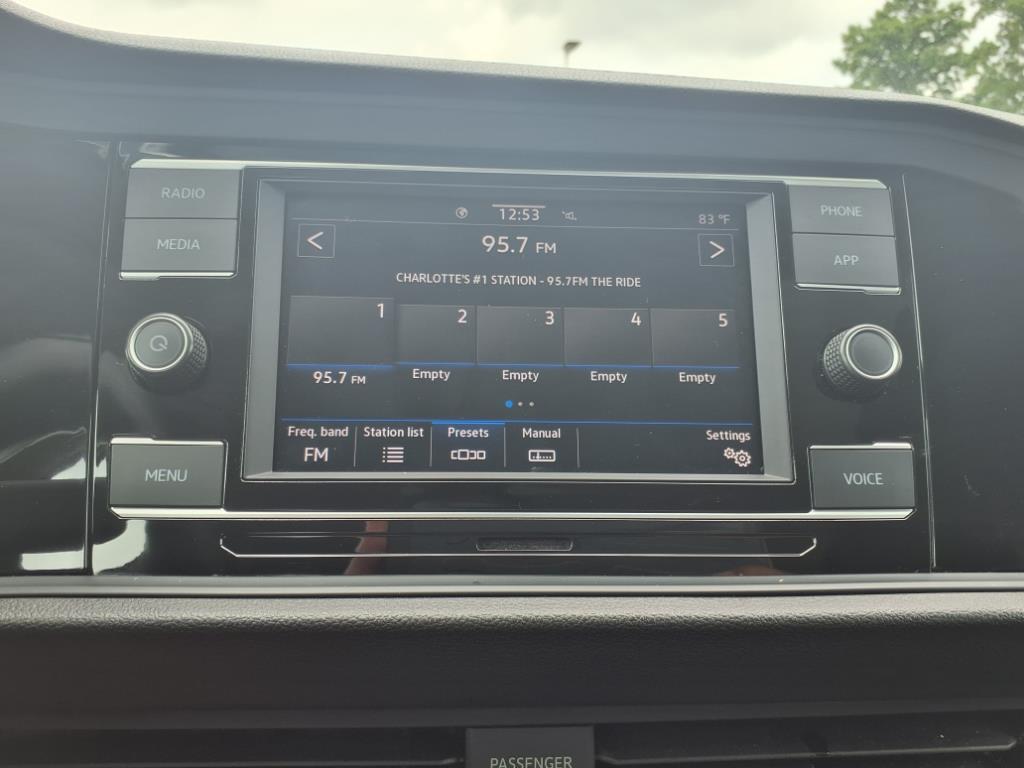 RADIO
MEDIA
MENU
12:53
83 °F
<
95.7 FM
>
CHARLOTTE'S #1 STATION - 95.7FM THE RIDE
1
2
3
4
5
95.7 FM
Empty
Empty
Empty
Empty
Freq. band
Station list
Presets
Manual
Settings
FM
PHONE
APP
VOICE
PASSENGER